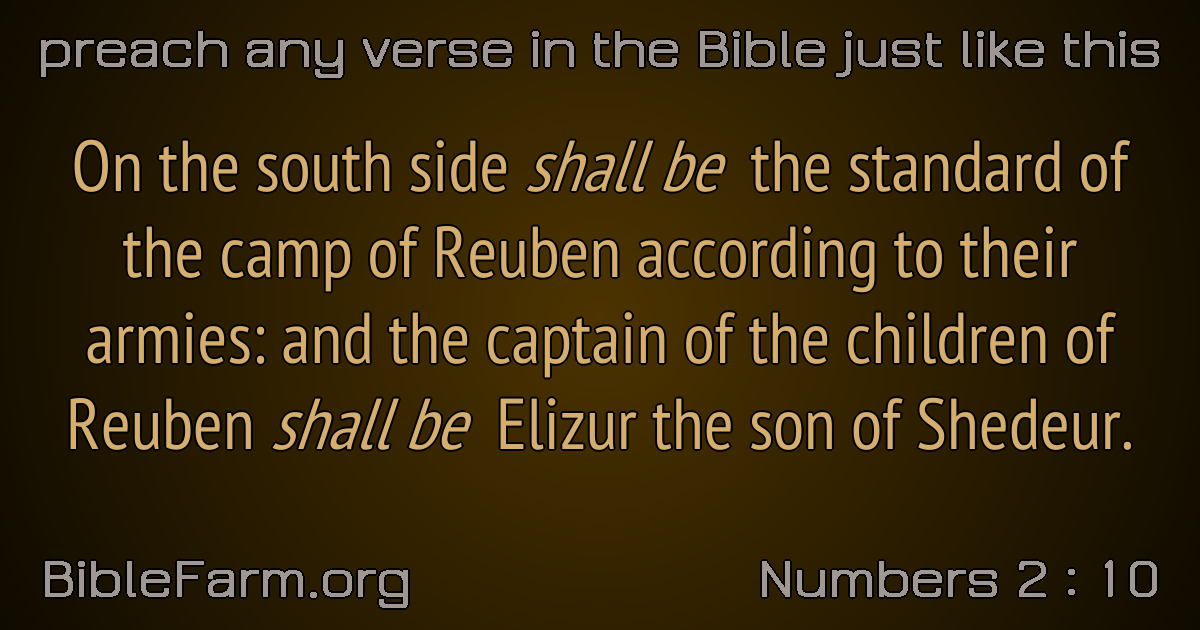 preach any verse in the Bible just like this
On the south side shall be the standard of
the camp of Reuben according to their
armies: and the captain of the children of
Reuben shall be Elizur the son of Shedeur.
BibleFarm.org
Numbers 2 : 10